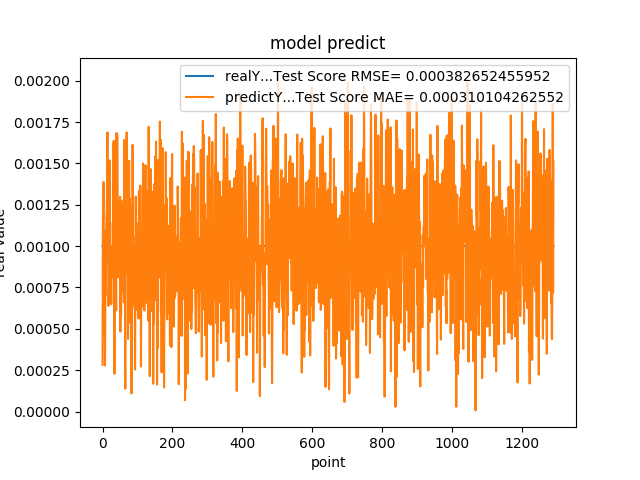 model predict
realY...Test Score RMSE= 0.000382652455952
predictY...Test Score MAE= 0.000310104262552
0.00200
0.00175
0.00150
0.00125
0.00100
0.00075
0.00050
0.00025
0.00000
real value
0 200 400 600 800 1000 1200
point